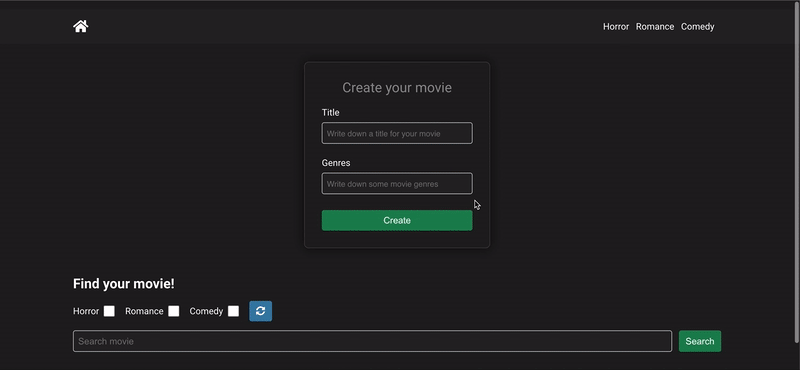 Horror Romance Comedy
Create your movie
Title
Write down a title for your movie
Genres
Write down some movie genres
Create
Find your movie!
Horror Romance Comedy
Search movie Search